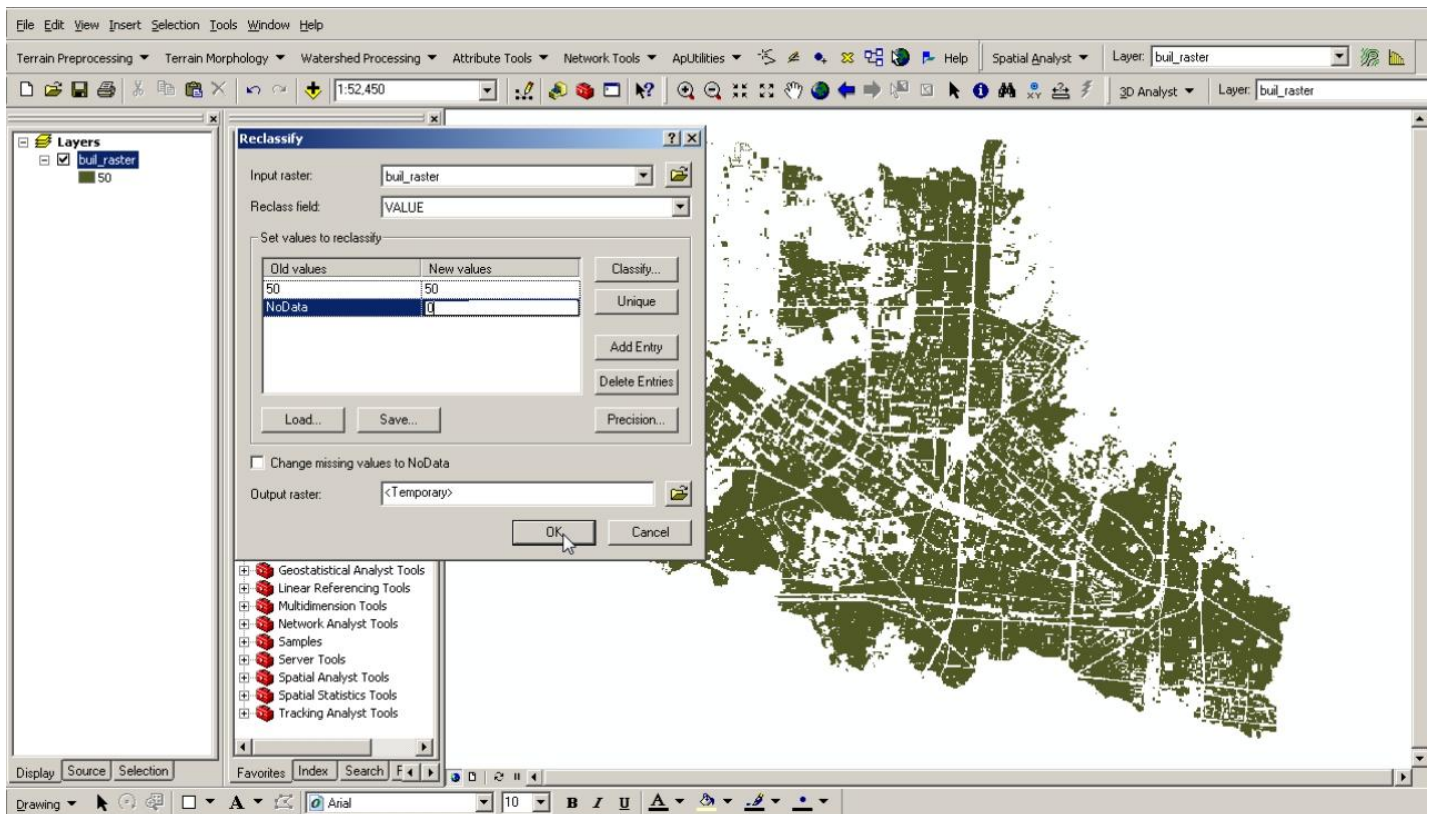 File Edit View Insert Selection Tools Window Help
Terrain Preprocessing Terrain Morphology Watershed Processing Attribute Tools Network Tools ApUtilities Help Spatial Analyst Layer: buil_raster
1:52,450 3D Analyst Layer: buil_raster
Layers
buil_raster
50
Reclassify
Input raster: buil_raster
Reclass field: VALUE
Set values to reclassify
Old values New values
50 50
NoData 0
Classify...
Unique
Add Entry
Delete Entries
Load... Save... Precision...
Change missing values to NoData
Output raster: <Temporary>
OK Cancel
Geostatistical Analyst Tools
Linear Referencing Tools
Multidimension Tools
Network Analyst Tools
Samples
Server Tools
Spatial Analyst Tools
Spatial Statistics Tools
Tracking Analyst Tools
Display Source Selection Favorites Index Search
Drawing A Arial 10 B I U A